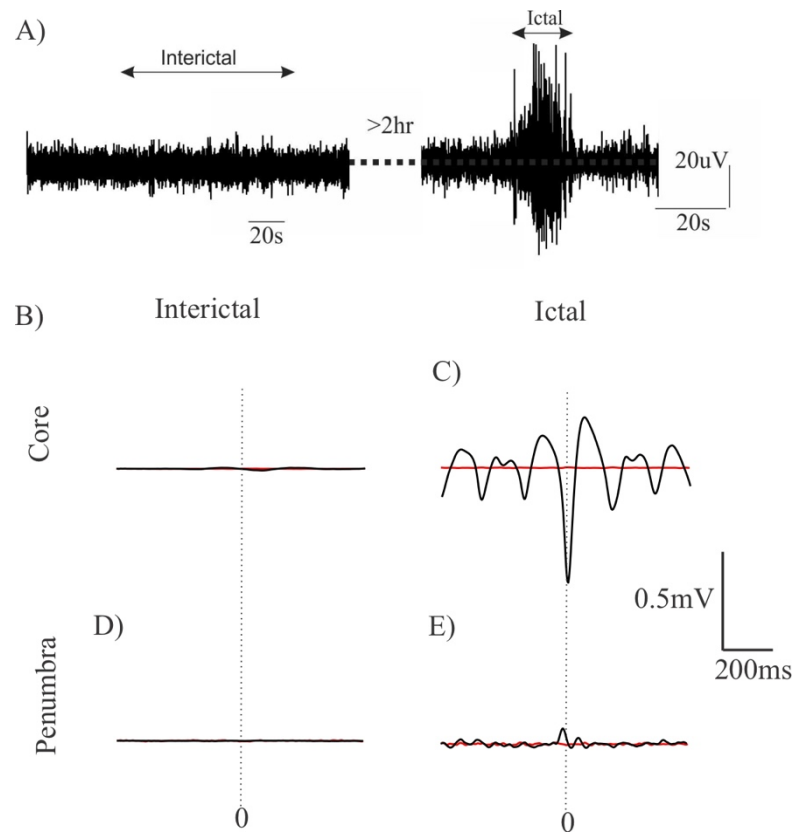 A)
Interictal
Ictal
>2hr
20uV
20s
20s
B)
Interictal
Ictal
C)
Core
0.5mV
200ms
D)
E)
Penumbra
0
0